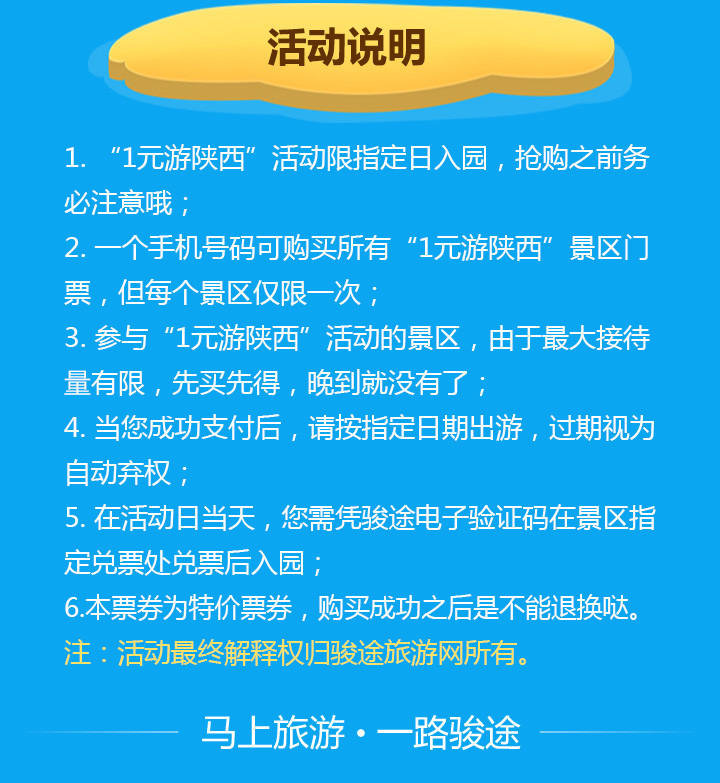 活动说明
1. “1元游陕西”活动限指定日入园，抢购之前务
必注意哦；
2. 一个手机号码可购买所有“1元游陕西”景区门
票，但每个景区仅限一次；
3. 参与“1元游陕西”活动的景区，由于最大接待
量有限，先买先得，晚到就没有了；
4. 当您成功支付后，请按指定日期出游，过期视为
自动弃权；
5. 在活动日当天，您需凭骏途电子验证码在景区指
定兑票处兑票后入园；
6.本票券为特价票券，购买成功之后是不能退换哒。
注：活动最终解释权归骏途旅游网所有。
马上旅游·一路骏途